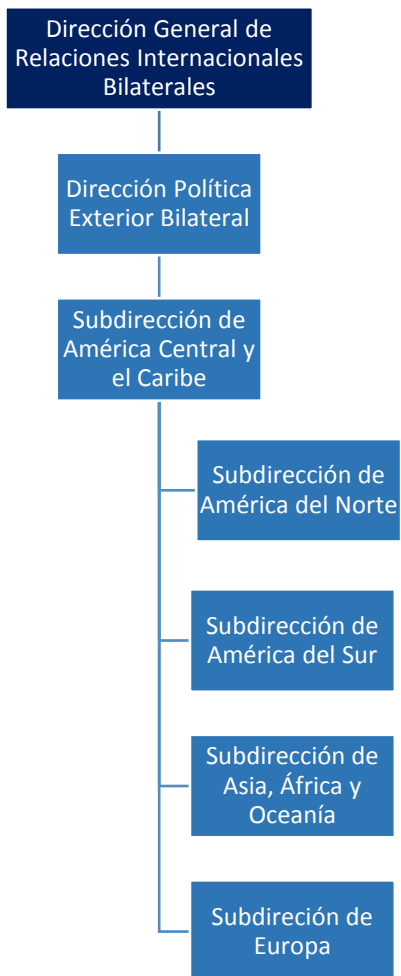 Dirección General de
Relaciones Internacionales
Bilaterales
Dirección Política
Exterior Bilateral
Subdirección de
América Central y
el Caribe
Subdirección de
América del Norte
Subdirección de
América del Sur
Subdirección de
Asia, África y
Oceanía
Subdireción de
Europa